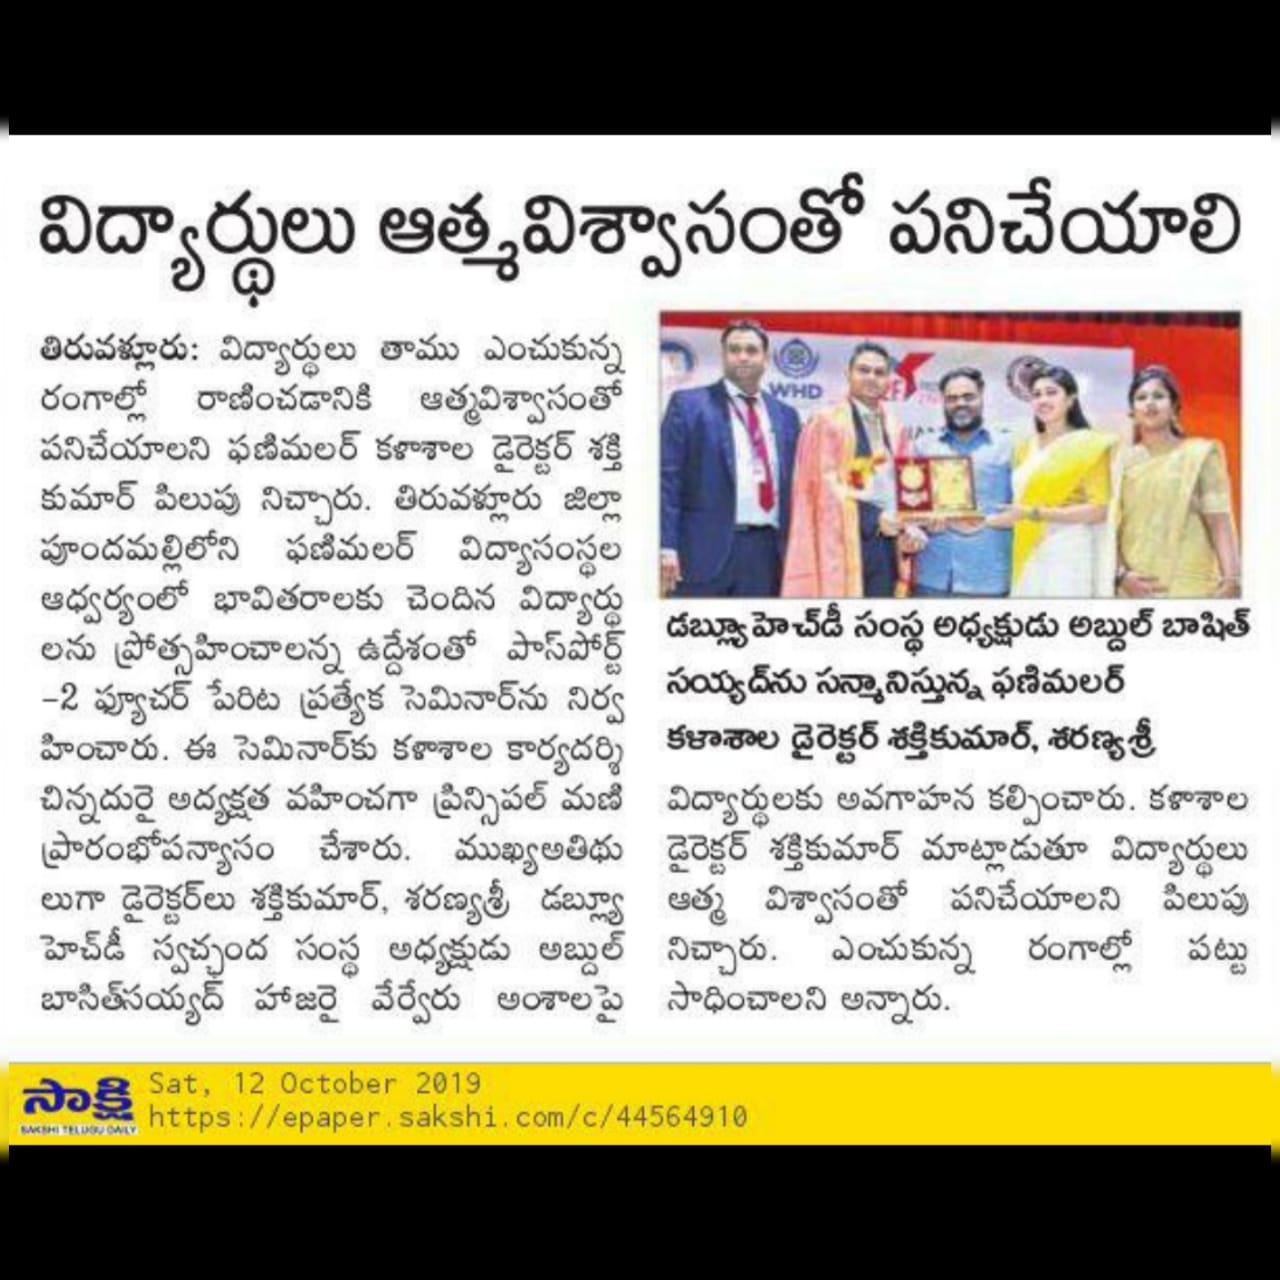 విద్యార్థులు ఆత్మవిశ్వాసంతో పనిచేయాలి
తిరువళ్లూరు: విద్యార్థులు తాము ఎంచుకున్న
రంగాల్లో రాణించడానికి ఆత్మవిశ్వాసంతో
పనిచేయాలని ఫణిమలర్ కళాశాల డైరెక్టర్ శక్తి
కుమార్ పిలుపు నిచ్చారు. తిరువళ్లూరు జిల్లా
పూందమల్లిలోని ఫణిమలర్ విద్యాసంస్థల
ఆధ్వర్యంలో భావితరాలకు చెందిన విద్యార్థు
లను ప్రోత్సహించాలన్న ఉద్దేశంతో పాస్‌పోర్ట్
-2 ఫ్యూచర్ పేరిట ప్రత్యేక సెమినార్‌ను నిర్వ
హించారు. ఈ సెమినార్‌కు కళాశాల కార్యదర్శి
చిన్నదురై అద్యక్షత వహించగా ప్రిన్సిపల్ మణి
ప్రారంభోపన్యాసం చేశారు. ముఖ్యఅతిథు
లుగా డైరెక్టర్‌లు శక్తికుమార్, శరణ్యశ్రీ డబ్ల్యూ
హెచ్‌డీ స్వచ్ఛంద సంస్థ అధ్యక్షుడు అబ్దుల్
బాసిత్‌సయ్యద్ హాజరై వేర్వేరు అంశాలపై
WHD
డబ్ల్యూహెచ్‌డీ సంస్థ అధ్యక్షుడు అబ్దుల్ బాషిత్
సయ్యద్‌ను సన్మానిస్తున్న ఫణిమలర్
కళాశాల డైరెక్టర్ శక్తికుమార్, శరణ్యశ్రీ
విద్యార్థులకు అవగాహన కల్పించారు. కళాశాల
డైరెక్టర్ శక్తికుమార్ మాట్లాడుతూ విద్యార్థులు
ఆత్మ విశ్వాసంతో పనిచేయాలని పిలుపు
నిచ్చారు. ఎంచుకున్న రంగాల్లో పట్టు
సాధించాలని అన్నారు.
సాక్షి
SAKSHI TELUGU DAILY
Sat, 12 October 2019
https://epaper.sakshi.com/c/44564910